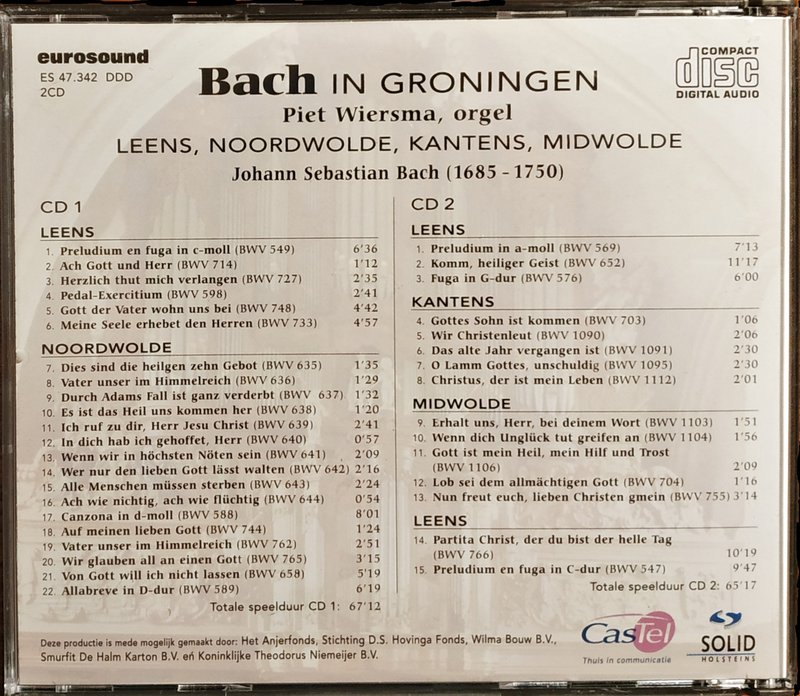 eurosound
ES 47.342 DDD
2CD
COMPACT
disc
DIGITAL AUDIO
Bach IN GRONINGEN
Piet Wiersma, orgel
LEENS, NOORDWOLDE, KANTENS, MIDWOLDE
Johann Sebastian Bach (1685 - 1750)
CD 1
LEENS
1. Preludium en fuga in c-moll (BWV 549) 6'36
2. Ach Gott und Herr (BWV 714) 1'12
3. Herzlich thut mich verlangen (BWV 727) 2'35
4. Pedal-Exercitium (BWV 598) 2'41
5. Gott der Vater wohn uns bei (BWV 748) 4'42
6. Meine Seele erhebet den Herren (BWV 733) 4'57
NOORDWOLDE
7. Dies sind die heilgen zehn Gebot (BWV 635) 1'35
8. Vater unser im Himmelreich (BWV 636) 1'29
9. Durch Adams Fall ist ganz verderbt (BWV 637) 1'32
10. Es ist das Heil uns kommen her (BWV 638) 1'20
11. Ich ruf zu dir, Herr Jesu Christ (BWV 639) 2'41
12. In dich hab ich gehoffet, Herr (BWV 640) 0'57
13. Wenn wir in höchsten Nöten sein (BWV 641) 2'09
14. Wer nur den lieben Gott lässt walten (BWV 642) 2'16
15. Alle Menschen müssen sterben (BWV 643) 2'24
16. Ach wie nichtig, ach wie flüchtig (BWV 644) 0'54
17. Canzona in d-moll (BWV 588) 8'01
18. Auf meinen lieben Gott (BWV 744) 1'24
19. Vater unser im Himmelreich (BWV 762) 2'51
20. Wir glauben all an einen Gott (BWV 765) 3'15
21. Von Gott will ich nicht lassen (BWV 658) 5'19
22. Allabreve in D-dur (BWV 589) 6'19
Totale speelduur CD 1: 67'12
CD 2
LEENS
1. Preludium in a-moll (BWV 569) 7'13
2. Komm, heiliger Geist (BWV 652) 11'17
3. Fuga in G-dur (BWV 576) 6'00
KANTENS
4. Gottes Sohn ist kommen (BWV 703) 1'06
5. Wir Christenleut (BWV 1090) 2'06
6. Das alte Jahr vergangen ist (BWV 1091) 2'30
7. O Lamm Gottes, unschuldig (BWV 1095) 2'30
8. Christus, der ist mein Leben (BWV 1112) 2'01
MIDWOLDE
9. Erhalt uns, Herr, bei deinem Wort (BWV 1103) 1'51
10. Wenn dich Unglück tut greifen an (BWV 1104) 1'56
11. Gott ist mein Heil, mein Hilf und Trost
(BWV 1106) 2'09
12. Lob sei dem allmächtigen Gott (BWV 704) 1'16
13. Nun freut euch, lieben Christen gmein (BWV 755) 3'14
LEENS
14. Partita Christ, der du bist der helle Tag
(BWV 766) 10'19
15. Preludium en fuga in C-dur (BWV 547) 9'47
Totale speelduur CD 2: 65'17
Deze productie is mede mogelijk gemaakt door: Het Anjerfonds, Stichting D.S. Hovinga Fonds, Wilma Bouw B.V.,
Smurfit De Halm Karton B.V. en Koninklijke Theodorus Niemeijer B.V.
CasTel
Thuis in communicatie
SOLID
HOLSTEINS